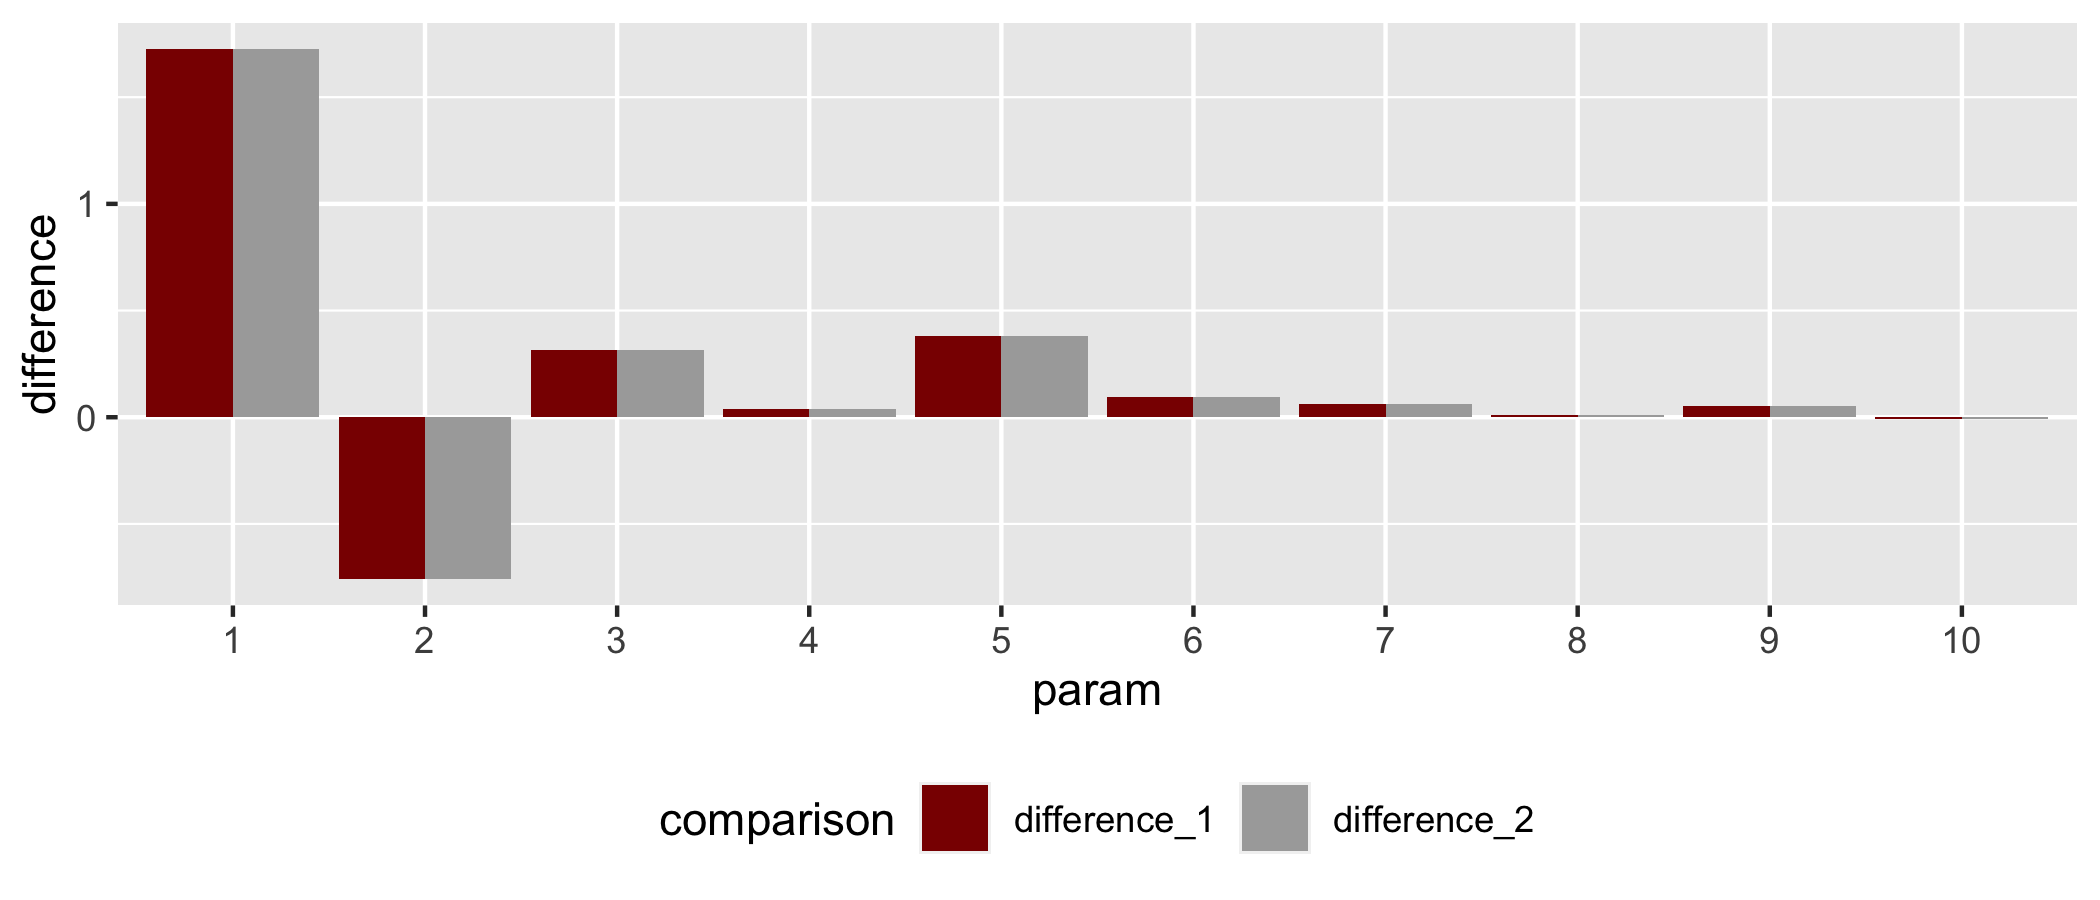 difference
1
0
1 2 3 4 5 6 7 8 9 10
param
comparison difference_1 difference_2